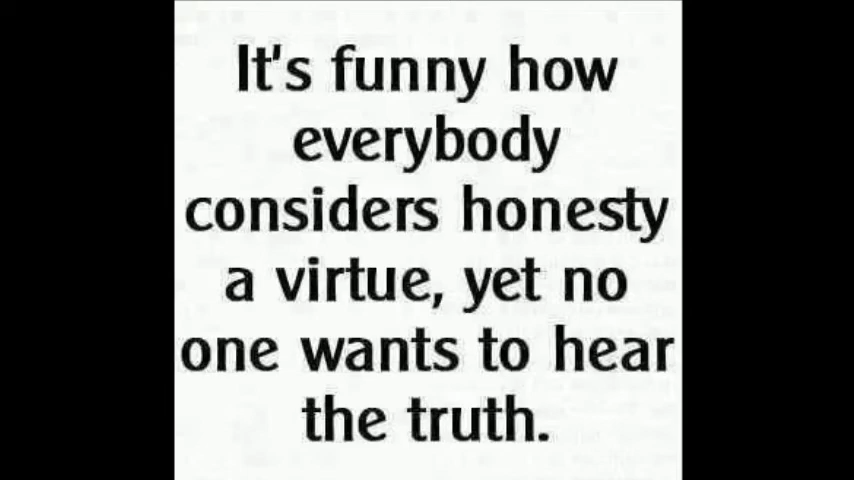 It's funny how
everybody
considers honesty
a virtue, yet no
one wants to hear
the truth.